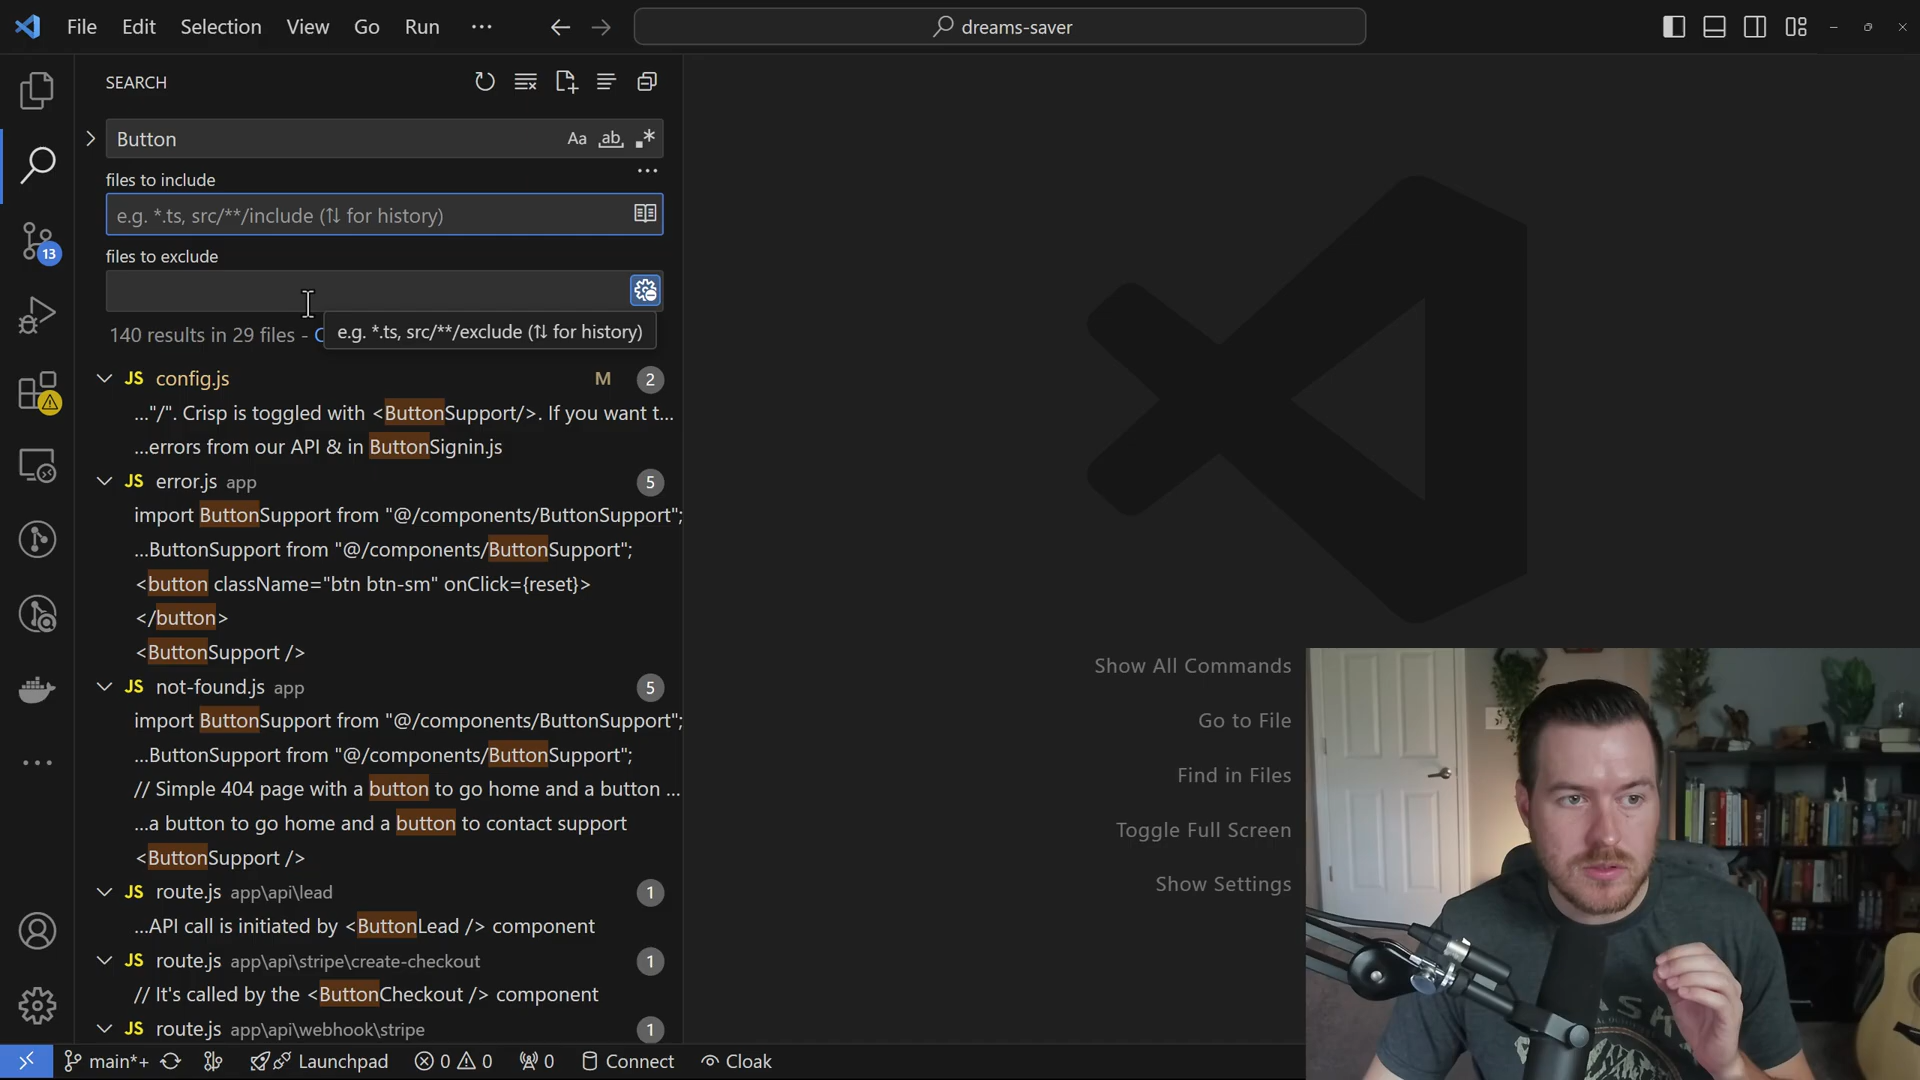 File Edit Selection View Go Run ...
dreams-saver
SEARCH
Button
Aa ab
files to include
e.g. *.ts, src/**/include (⇅ for history)
files to exclude
140 results in 29 files -
e.g. *.ts, src/**/exclude (⇅ for history)
13
JS config.js M 2
..."/". Crisp is toggled with <ButtonSupport/>. If you want t...
...errors from our API & in ButtonSignin.js
JS error.js app 5
import ButtonSupport from "@/components/ButtonSupport";
...ButtonSupport from "@/components/ButtonSupport";
<button className="btn btn-sm" onClick={reset}>
</button>
<ButtonSupport />
JS not-found.js app 5
import ButtonSupport from "@/components/ButtonSupport";
...ButtonSupport from "@/components/ButtonSupport";
// Simple 404 page with a button to go home and a button ...
...a button to go home and a button to contact support
<ButtonSupport />
JS route.js app\api\lead 1
...API call is initiated by <ButtonLead /> component
JS route.js app\api\stripe\create-checkout 1
// It's called by the <ButtonCheckout /> component
JS route.js app\api\webhook\stripe 1
Show All Commands
Go to File
Find in Files
Toggle Full Screen
Show Settings
main*+ Launchpad 0 0 0 Connect Cloak